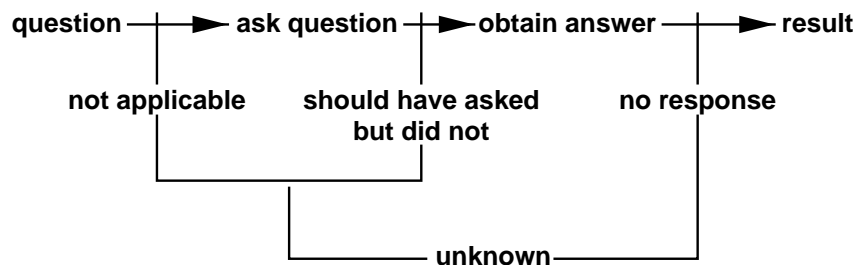 question ask question obtain answer result
not applicable should have asked no response
but did not
unknown